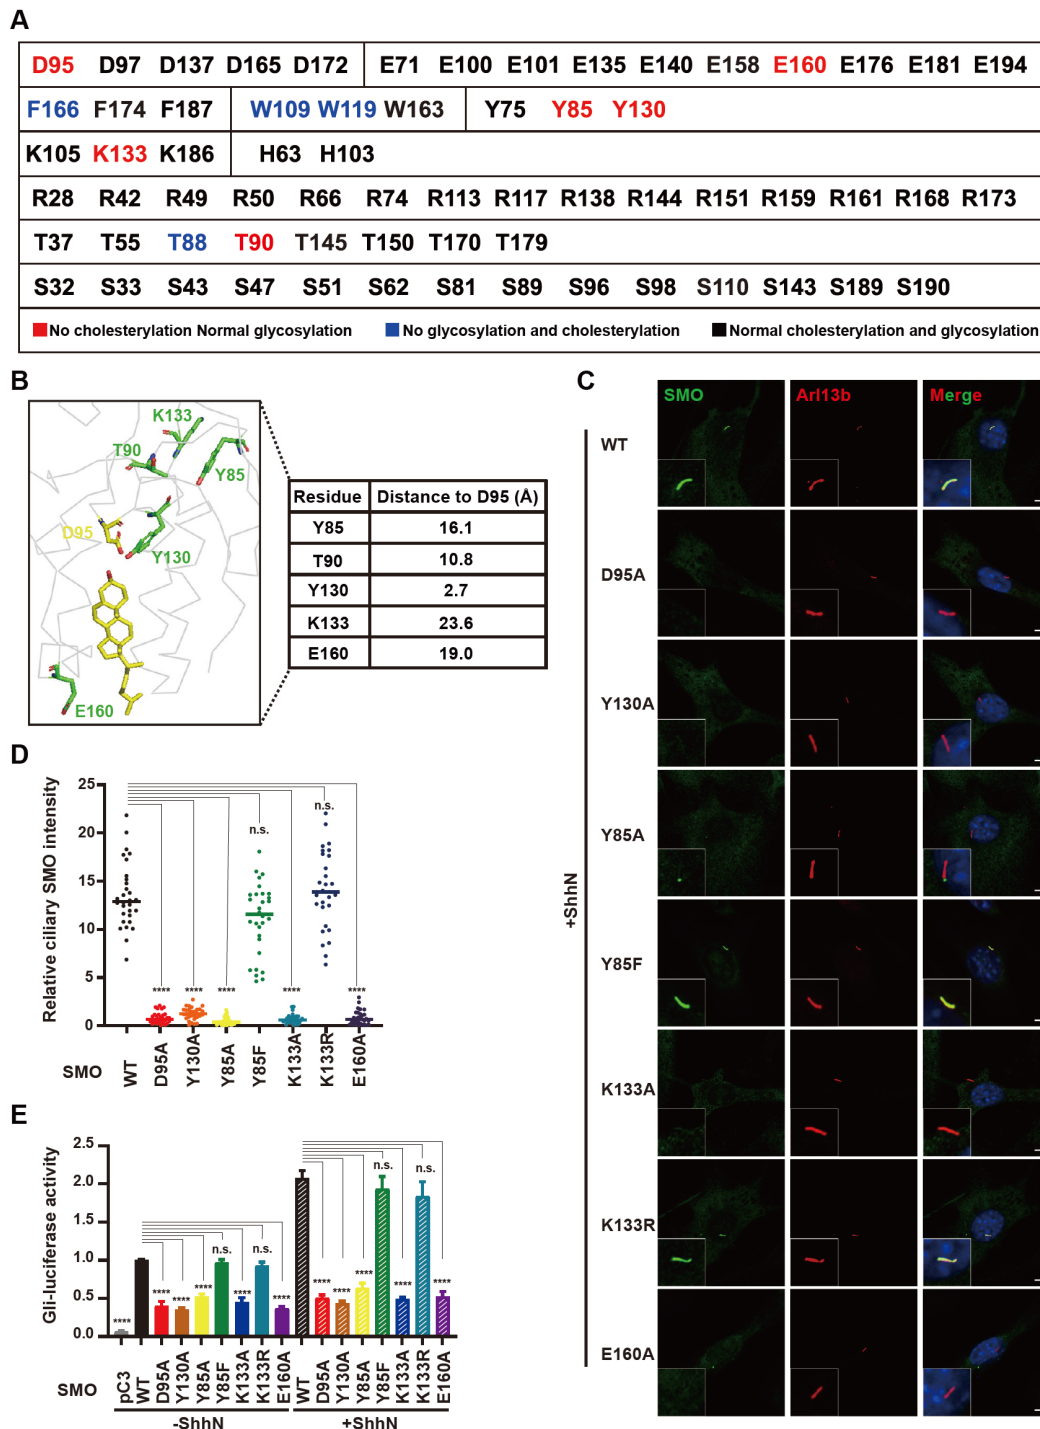 A
D95 D97 D137 D165 D172 E71 E100 E101 E135 E140 E158 E160 E176 E181 E194
F166 F174 F187 W109 W119 W163 Y75 Y85 Y130
K105 K133 K186 H63 H103
R28 R42 R49 R50 R66 R74 R113 R117 R138 R144 R151 R159 R161 R168 R173
T37 T55 T88 T90 T145 T150 T170 T179
S32 S33 S43 S47 S51 S62 S81 S89 S96 S98 S110 S143 S189 S190
No cholesterylation Normal glycosylation No glycosylation and cholesterylation Normal cholesterylation and glycosylation
B
K133
T90
Y85
D95
Y130
E160
Residue Distance to D95 (Å)
Y85 16.1
T90 10.8
Y130 2.7
K133 23.6
E160 19.0
C
SMO Arl13b Merge
+ShhN
WT
D95A
Y130A
Y85A
Y85F
K133A
K133R
E160A
D
Relative ciliary SMO intensity
25
20
15
10
5
0
**** **** **** n.s. **** n.s. ****
SMO WT D95A Y130A Y85A Y85F K133A K133R E160A
E
Gli-luciferase activity
2.5
2.0
1.5
1.0
0.5
0.0
**** **** **** **** n.s. **** n.s. **** **** **** **** n.s. **** n.s. ****
SMO pC3 WT D95A Y130A Y85A Y85F K133A K133R E160A WT D95A Y130A Y85A Y85F K133A K133R E160A
-ShhN +ShhN